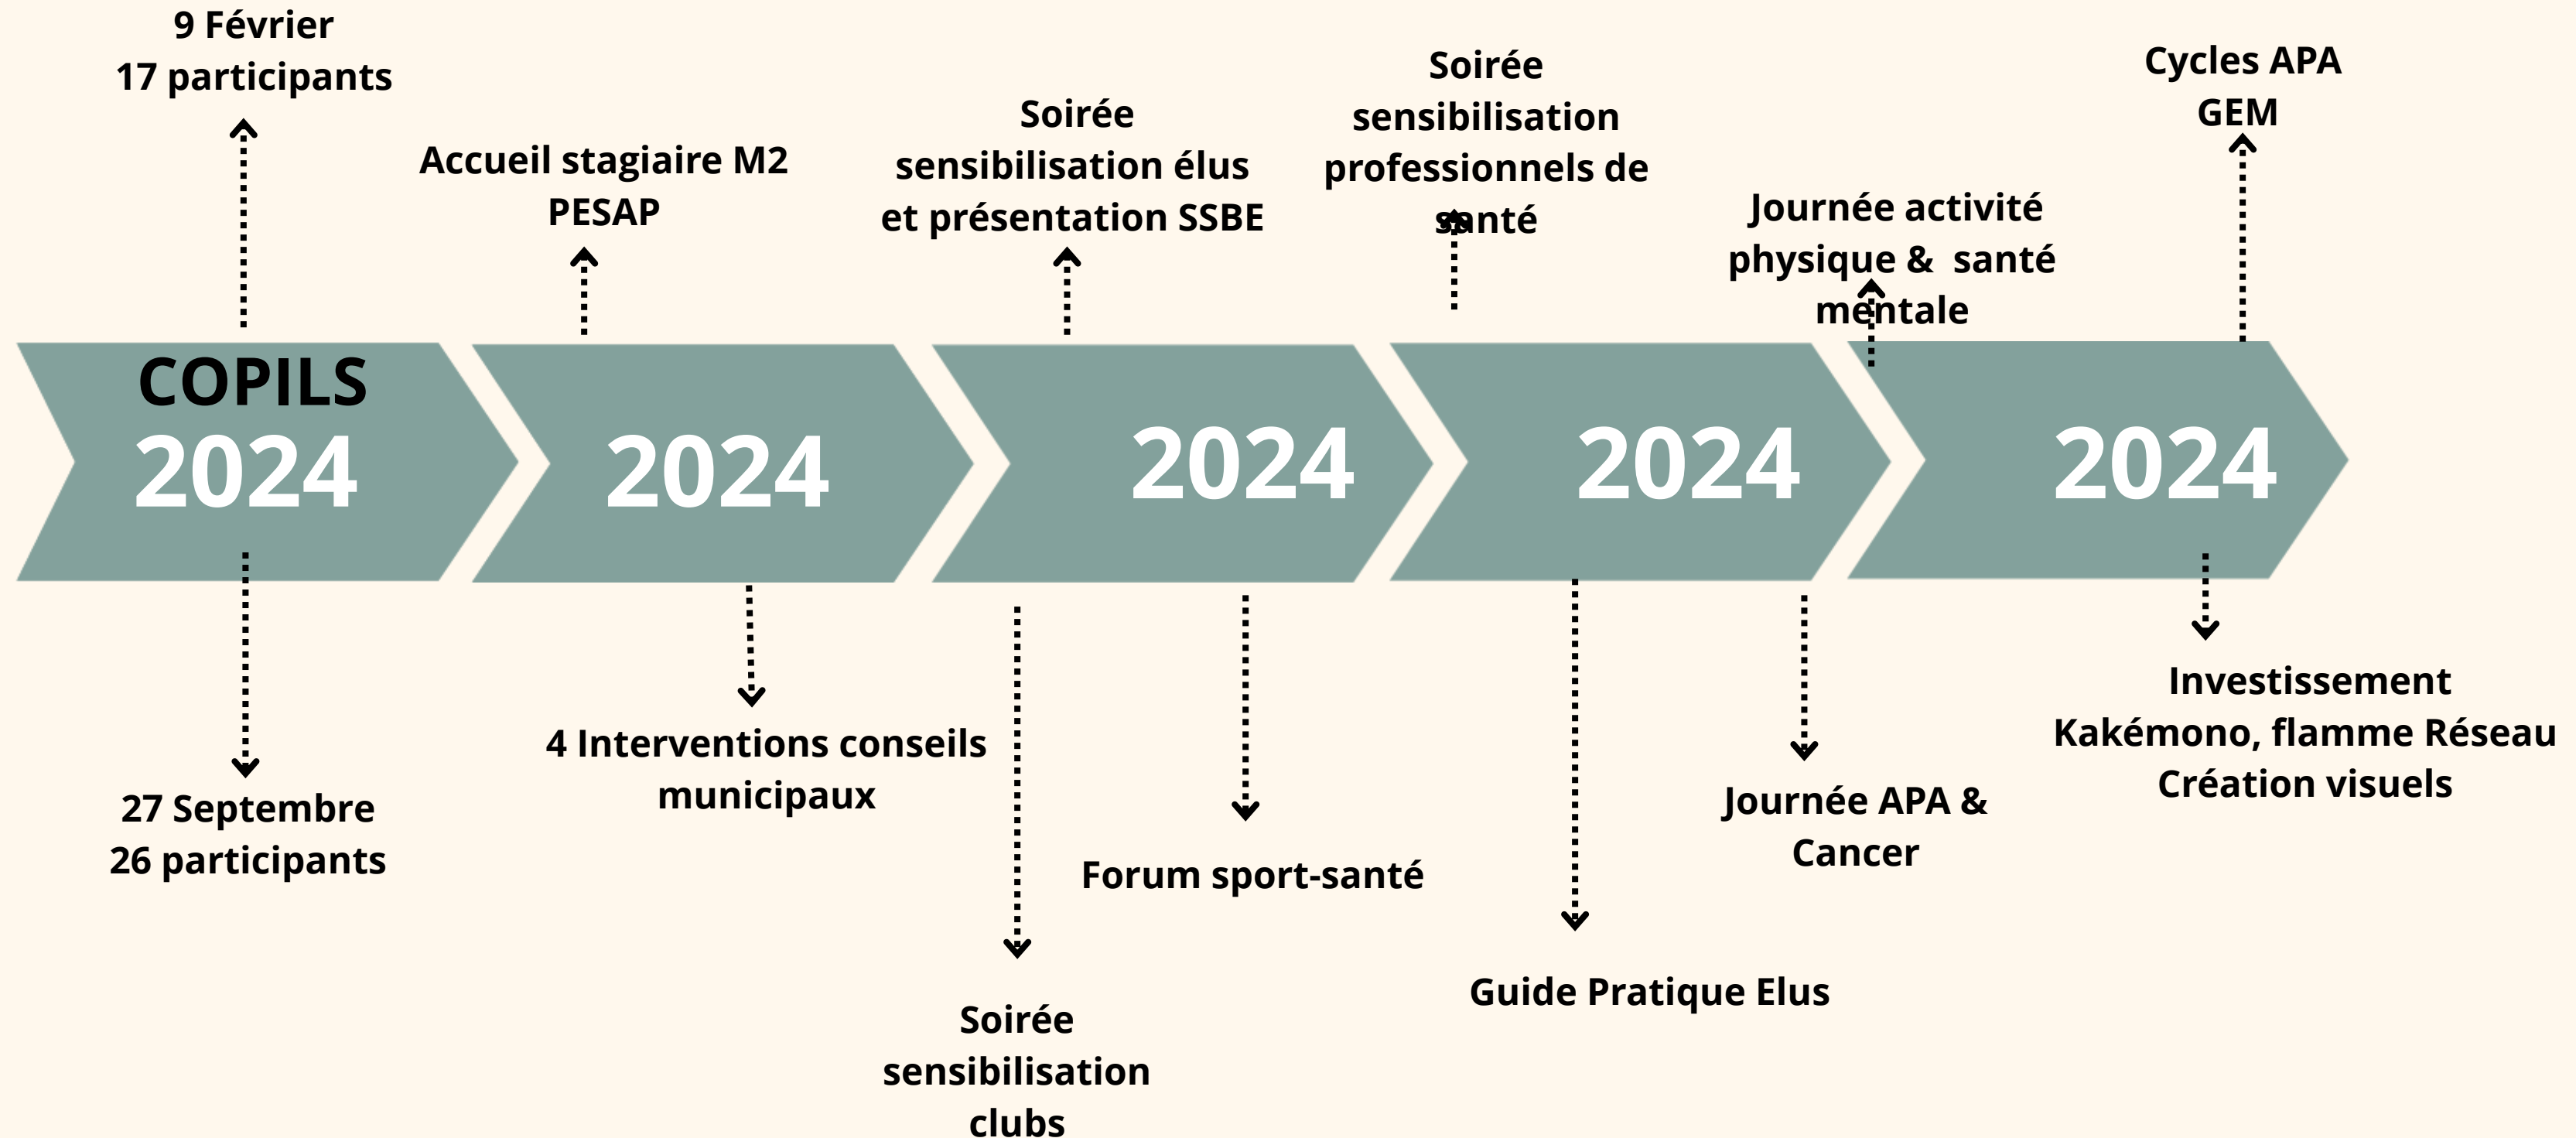 9 Février
17 participants
Accueil stagiaire M2
PESAP
Soirée
sensibilisation élus
et présentation SSBE
Soirée
sensibilisation
professionnels de
santé
Journée activité
physique & santé
mentale
Cycles APA
GEM
COPILS
2024
2024
2024
2024
2024
27 Septembre
26 participants
4 Interventions conseils
municipaux
Soirée
sensibilisation
clubs
Forum sport-santé
Guide Pratique Elus
Journée APA &
Cancer
Investissement
Kakémono, flamme Réseau
Création visuels